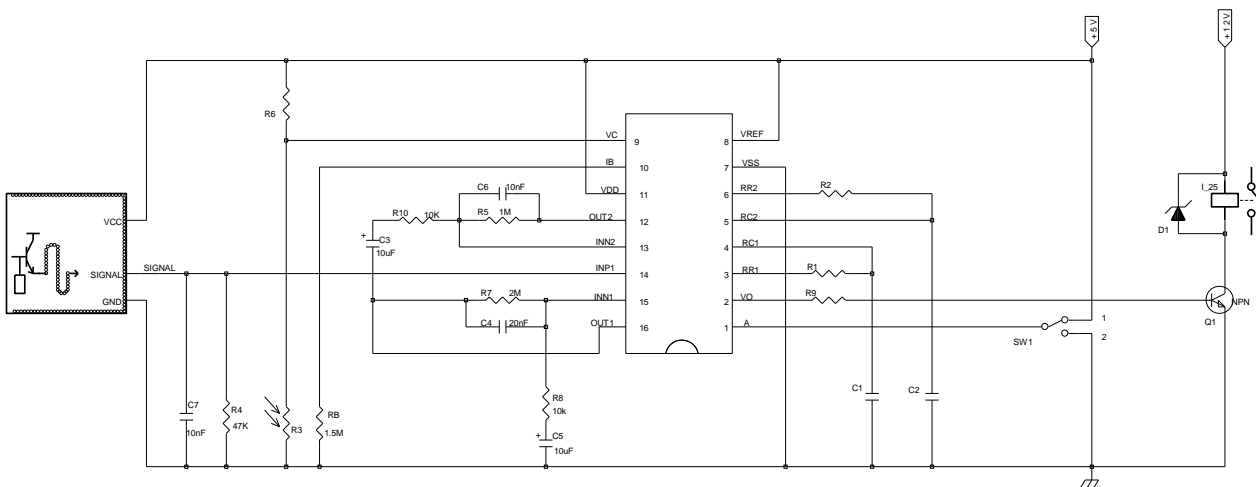 +5V
+12V
R6
VC
9
8
VREF
IB
10
7
VSS
VDD
11
6
RR2
R2
C6
10nF
R10
10K
R5
1M
OUT2
12
5
RC2
+
C3
10uF
INN2
13
4
RC1
VCC
SIGNAL
GND
SIGNAL
INP1
14
3
RR1
R1
R7
2M
INN1
15
2
VO
R9
C4
20nF
OUT1
16
1
A
SW1
1
2
I_25
D1
NPN
Q1
C7
10nF
R4
47K
R3
RB
1.5M
R8
10k
+
C5
10uF
C1
C2